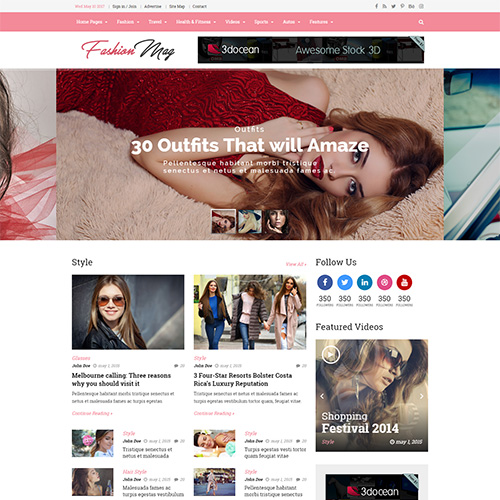 Wed May 10 2017 | Sign in / Join | Advertise | Site Map | Contact
Home Pages Fashion Travel Health & Fitness Videos Sports Autos Features
Fashion Mag
3docean Awesome Stock 3D
Outfits
30 Outfits That will Amaze
Pellentesque habitant morbi tristique
senectus et netus et malesuada fames ac.
Style
View All »
Glasses
John Doe may 1, 2015 20
Melbourne calling: Three reasons
why you should visit it
Pellentesque habitant morbi tristique senectus et
netus et malesuada fames ac turpis egestas
Continue Reading »
Style
John Doe may 1, 2015 20
3 Four-Star Resorts Bolster Costa
Rica's Luxury Reputation
Tristique senectus et netus et malesuada fames ac
turpis egestas vestibulum tortor quam, feugiat
Continue Reading »
Style
John Doe may 1, 2015 20
Tristique senectus et
netus et malesuada fames
Style
John Doe may 1, 2015 20
Vestibulum tortor quam
feugiat vitae
John Doe may 1, 2015 20
Malesuada fames ac
turpis egestas vestibulum
Style
John Doe may 1, 2015 20
Pellentesque habitant
morbi tristique senectus
Follow Us
350 350 350 350 350
FOLLOWERS FOLLOWERS FOLLOWERS FOLLOWERS FOLLOWERS
Featured Videos
Shopping
Festival 2014
Style may 1, 2015
3docean